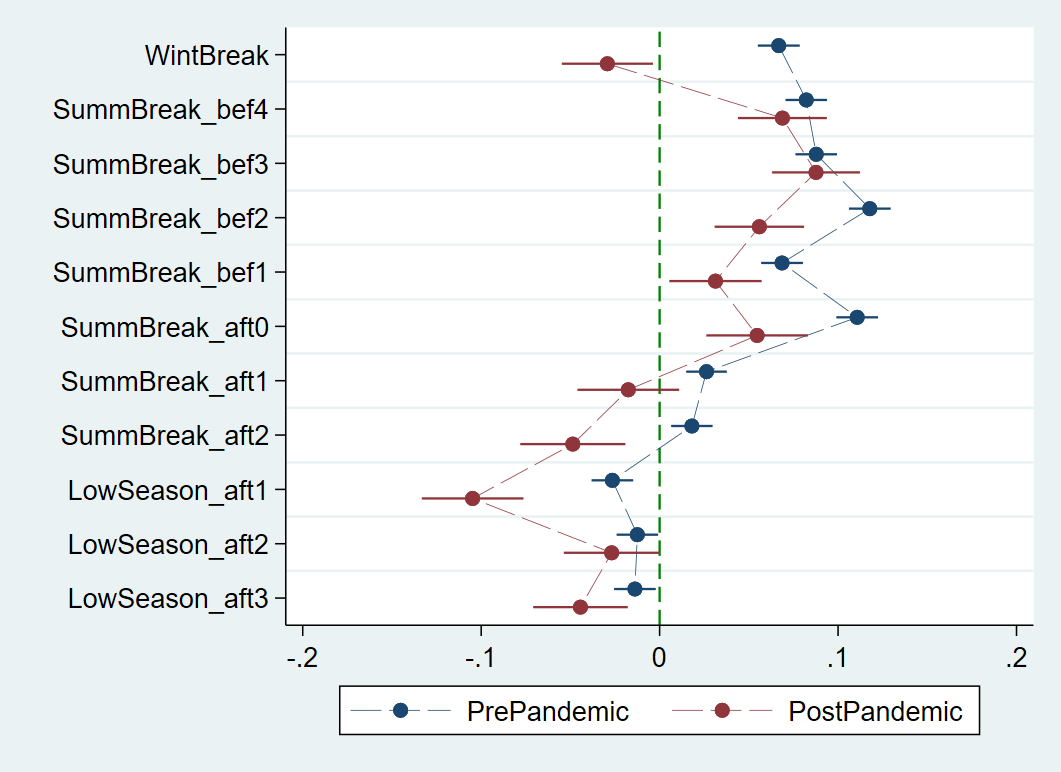 WintBreak
SummBreak_bef4
SummBreak_bef3
SummBreak_bef2
SummBreak_bef1
SummBreak_aft0
SummBreak_aft1
SummBreak_aft2
LowSeason_aft1
LowSeason_aft2
LowSeason_aft3
-.2 -.1 0 .1 .2
PrePandemic PostPandemic